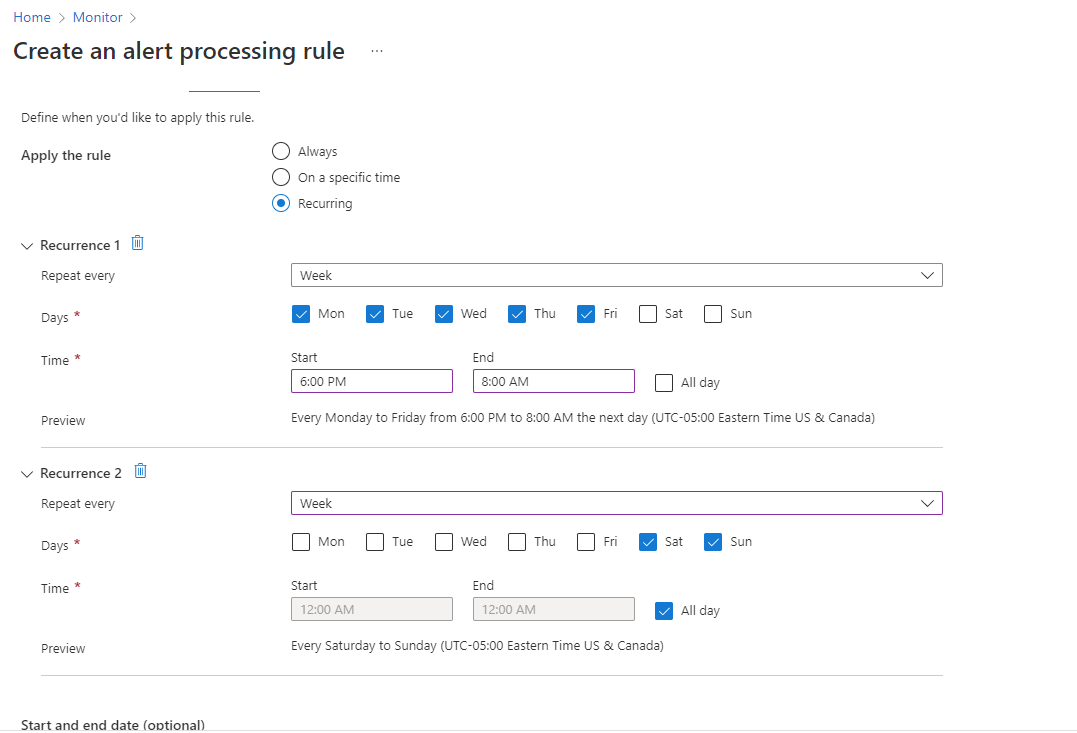 Home > Monitor >
Create an alert processing rule ...
Define when you'd like to apply this rule.
Apply the rule
Always
On a specific time
Recurring
Recurrence 1
Repeat every Week
Days * Mon Tue Wed Thu Fri Sat Sun
Start End
Time * 6:00 PM 8:00 AM All day
Preview Every Monday to Friday from 6:00 PM to 8:00 AM the next day (UTC-05:00 Eastern Time US & Canada)
Recurrence 2
Repeat every Week
Days * Mon Tue Wed Thu Fri Sat Sun
Start End
Time * 12:00 AM 12:00 AM All day
Preview Every Saturday to Sunday (UTC-05:00 Eastern Time US & Canada)
Start and end date (optional)